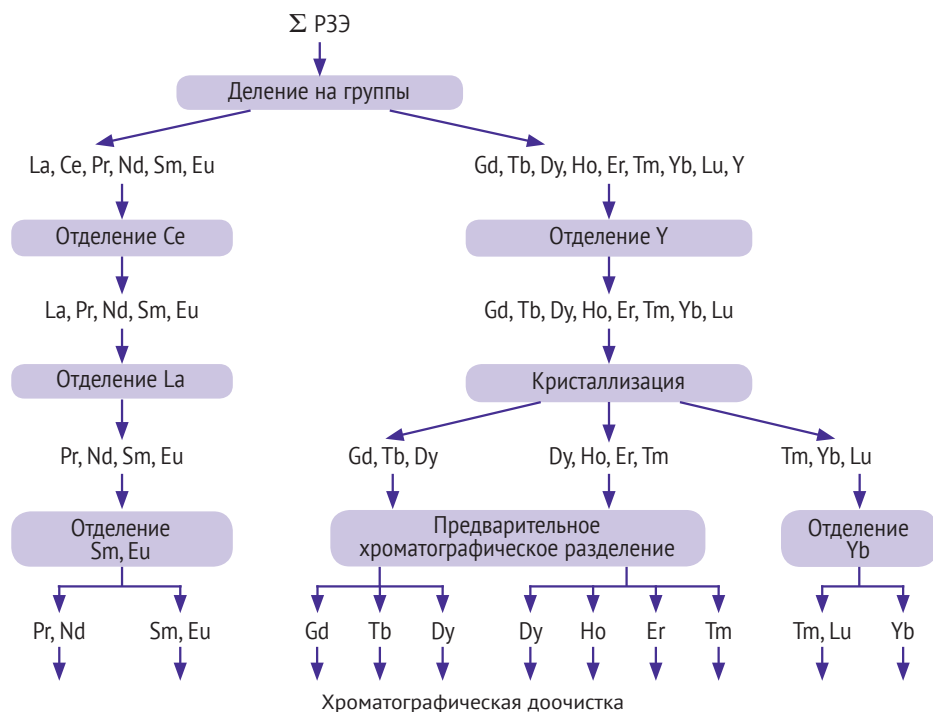 Σ РЗЭ
Деление на группы
La, Ce, Pr, Nd, Sm, Eu
Gd, Tb, Dy, Ho, Er, Tm, Yb, Lu, Y
Отделение Ce
Отделение Y
La, Pr, Nd, Sm, Eu
Gd, Tb, Dy, Ho, Er, Tm, Yb, Lu
Отделение La
Кристаллизация
Pr, Nd, Sm, Eu
Gd, Tb, Dy
Dy, Ho, Er, Tm
Tm, Yb, Lu
Отделение
Sm, Eu
Предварительное
хроматографическое разделение
Отделение
Yb
Pr, Nd
Sm, Eu
Gd
Tb
Dy
Dy
Ho
Er
Tm
Tm, Lu
Yb
Хроматографическая доочистка